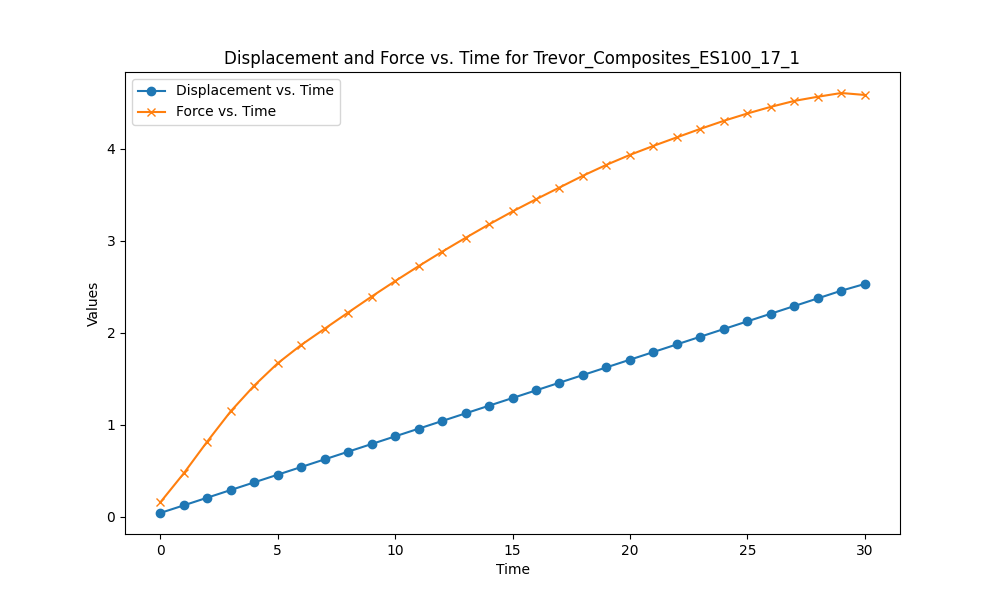 Displacement and Force vs. Time for Trevor_Composites_ES100_17_1
Displacement vs. Time
Force vs. Time
Values
4
3
2
1
0
0 5 10 15 20 25 30
Time